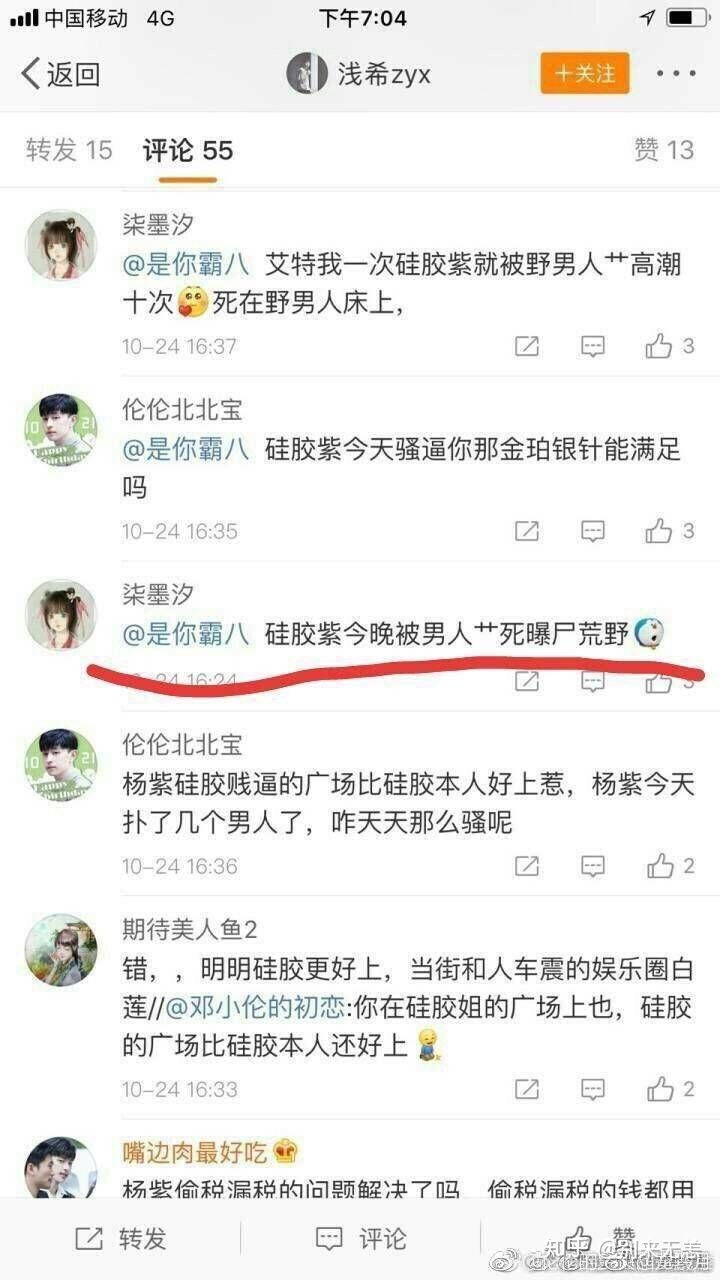 中国移动 4G 下午7:04
返回 浅希zyx +关注
转发 15 评论 55 赞 13
柒墨汐
@是你霸八 艾特我一次硅胶紫就被野男人艹高潮
十次死在野男人床上，
10-24 16:37 3
伦伦北北宝
@是你霸八 硅胶紫今天骚逼你那金珀银针能满足
吗
10-24 16:35 3
柒墨汐
@是你霸八 硅胶紫今晚被男人艹死曝尸荒野
10-24 16:24 3
伦伦北北宝
杨紫硅胶贱逼的广场比硅胶本人好上惹，杨紫今天
扑了几个男人了，咋天天那么骚呢
10-24 16:36 2
期待美人鱼2
错，，明明硅胶更好上，当街和人车震的娱乐圈白
莲//@邓小伦的初恋:你在硅胶姐的广场上也，硅胶
的广场比硅胶本人还好上
10-24 16:33 2
嘴边肉最好吃
杨紫偷税漏税的问题解决了吗，偷税漏税的钱都用
转发 评论 赞
知乎 @别来无恙